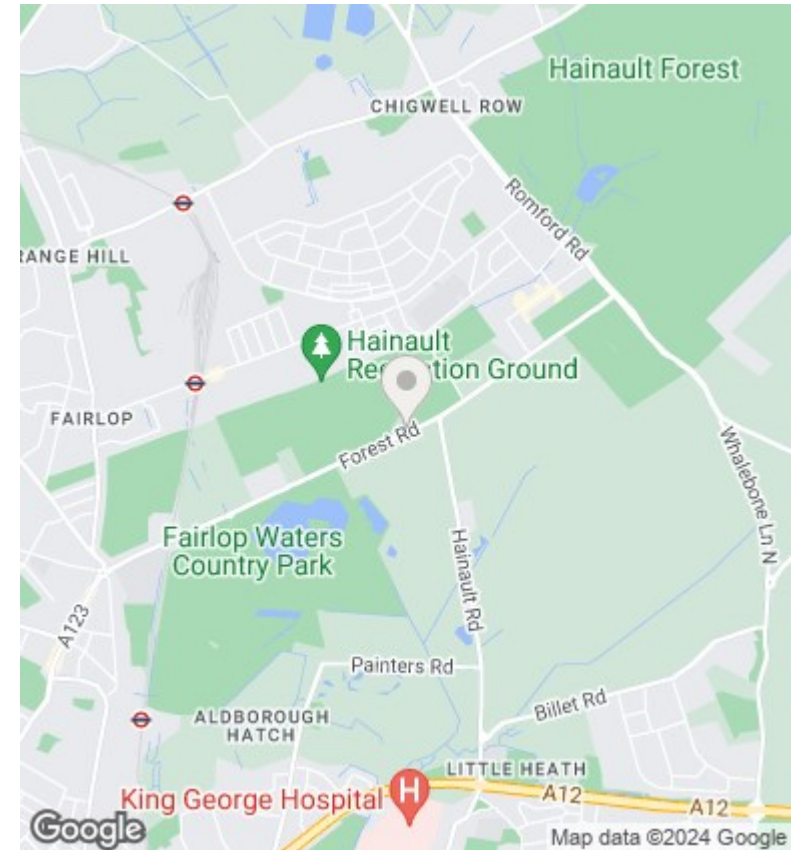 Hainault Forest
CHIGWELL ROW
Romford Rd
RANGE HILL
Hainault
Recreation Ground
FAIRLOP
Forest Rd
Whalebone Ln N
Fairlop Waters
Country Park
Hainault Rd
A123
Painters Rd
ALDBOROUGH
HATCH
Billet Rd
LITTLE HEATH
King George Hospital
H
A12
A12
Google
Map data ©2024 Google